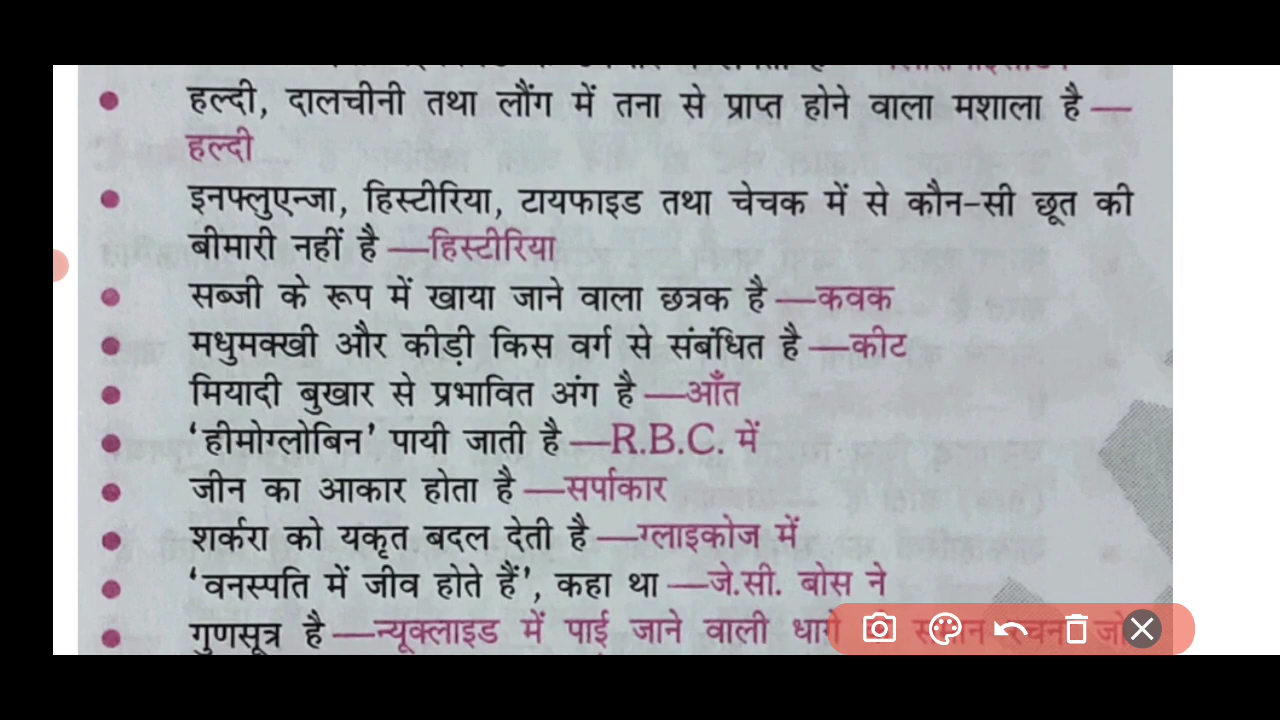 हल्दी, दालचीनी तथा लौंग में तना से प्राप्त होने वाला मशाला है —
हल्दी
इनफ्लुएन्जा, हिस्टीरिया, टायफाइड तथा चेचक में से कौन-सी छूत की
बीमारी नहीं है —हिस्टीरिया
सब्जी के रूप में खाया जाने वाला छत्रक है —कवक
मधुमक्खी और कीड़ी किस वर्ग से संबंधित है —कीट
मियादी बुखार से प्रभावित अंग है —आँत
‘हीमोग्लोबिन’ पायी जाती है —R.B.C. में
जीन का आकार होता है —सर्पाकार
शर्करा को यकृत बदल देती है —ग्लाइकोज में
‘वनस्पति में जीव होते हैं’, कहा था —जे.सी. बोस ने
गुणसूत्र है —न्यूक्लाइड में पाई जाने वाली